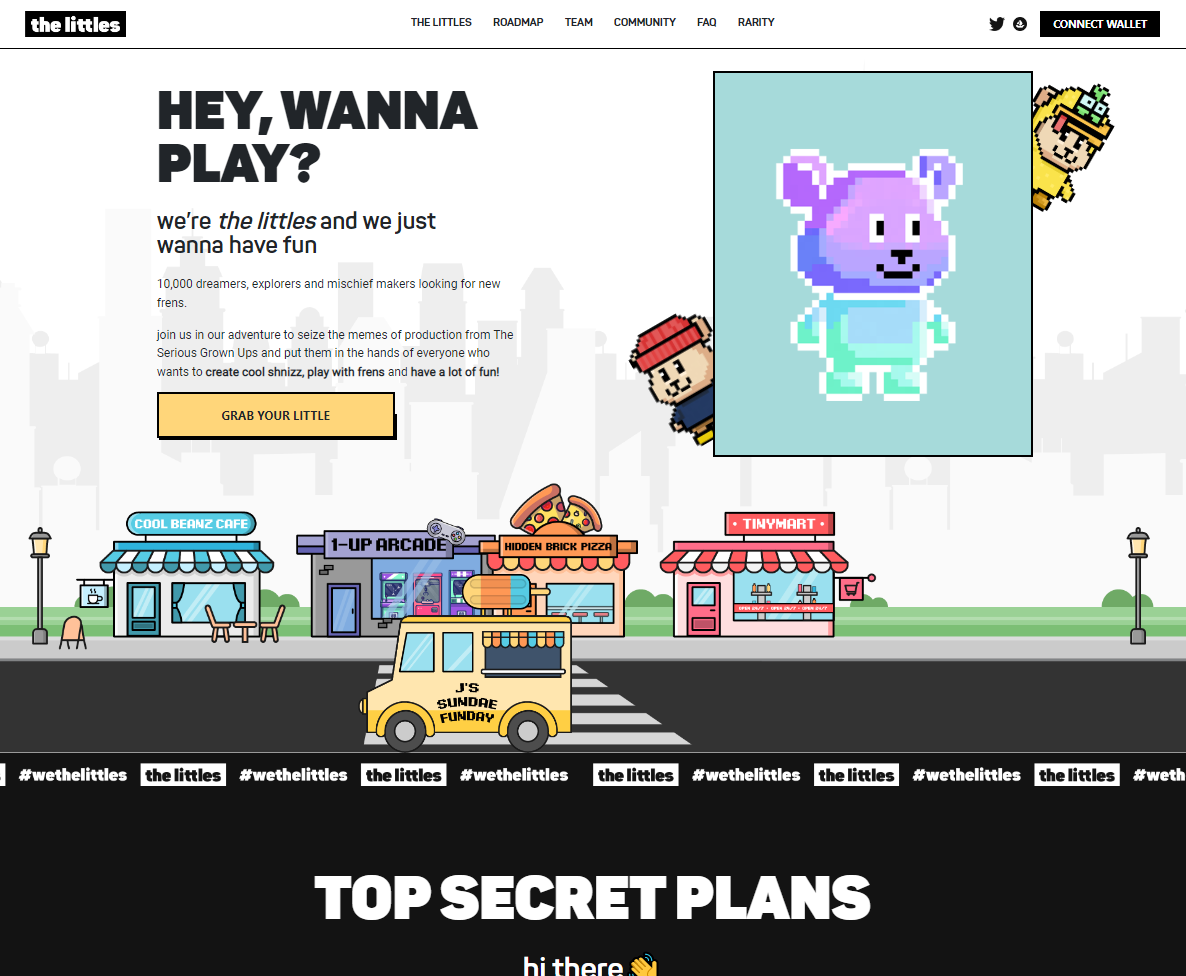 the littles
THE LITTLES ROADMAP TEAM COMMUNITY FAQ RARITY
CONNECT WALLET
HEY, WANNA
PLAY?
we're the littles and we just
wanna have fun
10,000 dreamers, explorers and mischief makers looking for new
frens.
join us in our adventure to seize the memes of production from The
Serious Grown Ups and put them in the hands of everyone who
wants to create cool shnizz, play with frens and have a lot of fun!
GRAB YOUR LITTLE
COOL BEANZ CAFE
1-UP ARCADE
HIDDEN BRICK PIZZA
• TINYMART •
OPEN 24/7 • OPEN 24/7 • OPEN 24/7
J'S
SUNDAE
FUNDAY
#wethelittles the littles #wethelittles the littles #wethelittles the littles #wethelittles the littles #wethelittles the littles #weth
TOP SECRET PLANS
hi there 👋